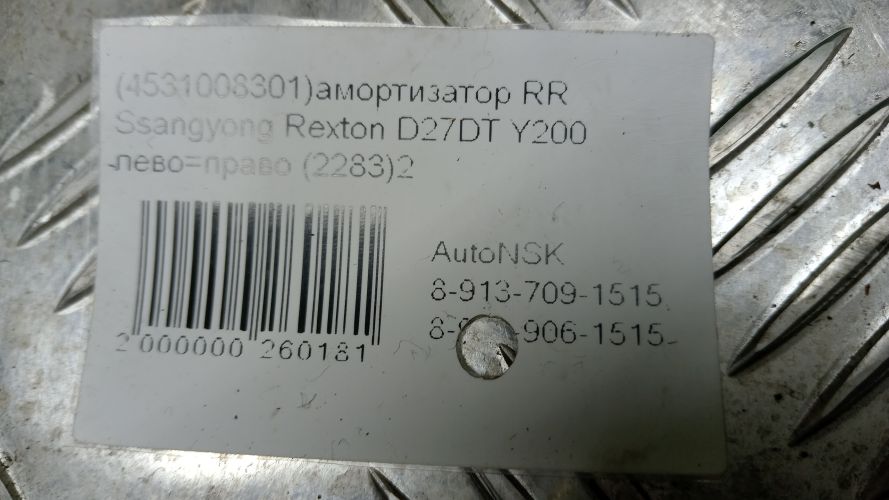 (4531008301)амортизатор RR
Ssangyong Rexton D27DT Y200
лево=право (2283)2
AutoNSK
8-913-709-1515
906-1515
2 000000 260181